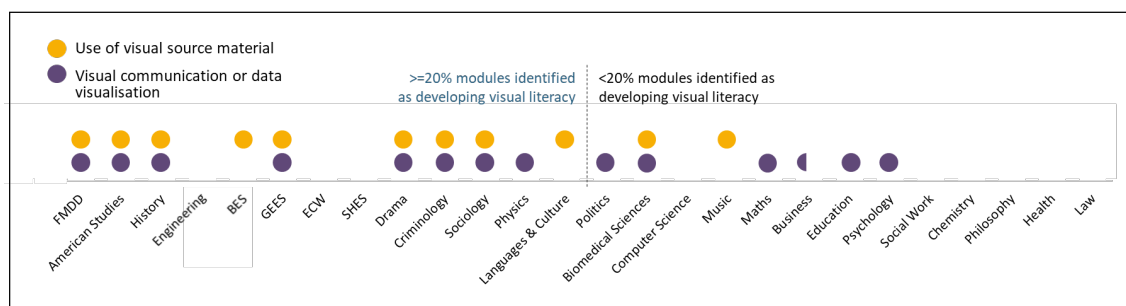 Use of visual source material
Visual communication or data
visualisation
>=20% modules identified
as developing visual literacy
<20% modules identified as
developing visual literacy
FMDD
American Studies
History
Engineering
BES
GEES
ECW
SHES
Drama
Criminology
Sociology
Physics
Languages & Culture
Politics
Biomedical Sciences
Computer Science
Music
Maths
Business
Education
Psychology
Social Work
Chemistry
Philosophy
Health
Law